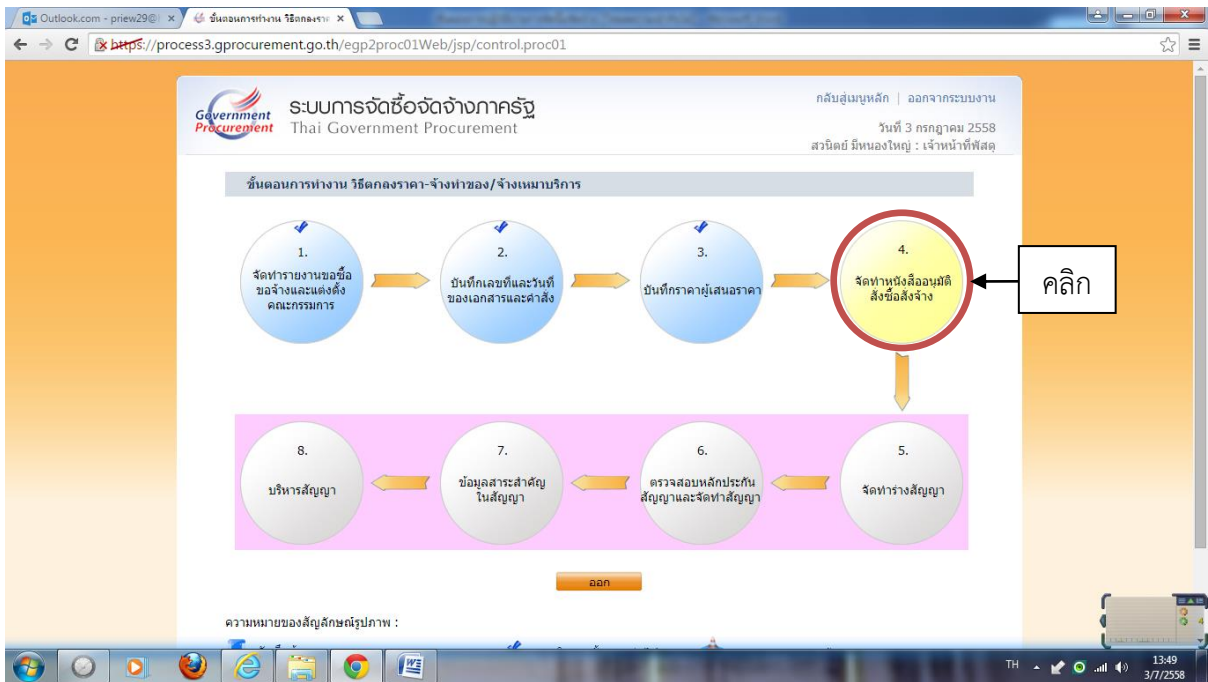 Outlook.com - priew29@
ขั้นตอนการทำงาน วิธีตกลงรา
https://process3.gprocurement.go.th/egp2proc01Web/jsp/control.proc01
Government
Procurement
ระบบการจัดซื้อจัดจ้างภาครัฐ
Thai Government Procurement
กลับสู่เมนูหลัก | ออกจากระบบงาน
วันที่ 3 กรกฎาคม 2558
สวนิตย์ มีหนองใหญ่ : เจ้าหน้าที่พัสดุ
ขั้นตอนการทำงาน วิธีตกลงราคา-จ้างทำของ/จ้างเหมาบริการ
1.
จัดทำรายงานขอซื้อ
ขอจ้างและแต่งตั้ง
คณะกรรมการ
2.
บันทึกเลขที่และวันที่
ของเอกสารและคำสั่ง
3.
บันทึกราคาผู้เสนอราคา
4.
จัดทำหนังสืออนุมัติ
สั่งซื้อสั่งจ้าง
คลิก
8.
บริหารสัญญา
7.
ข้อมูลสาระสำคัญ
ในสัญญา
6.
ตรวจสอบหลักประกัน
สัญญาและจัดทำสัญญา
5.
จัดทำร่างสัญญา
ออก
ความหมายของสัญลักษณ์รูปภาพ :
TH
13:49
3/7/2558